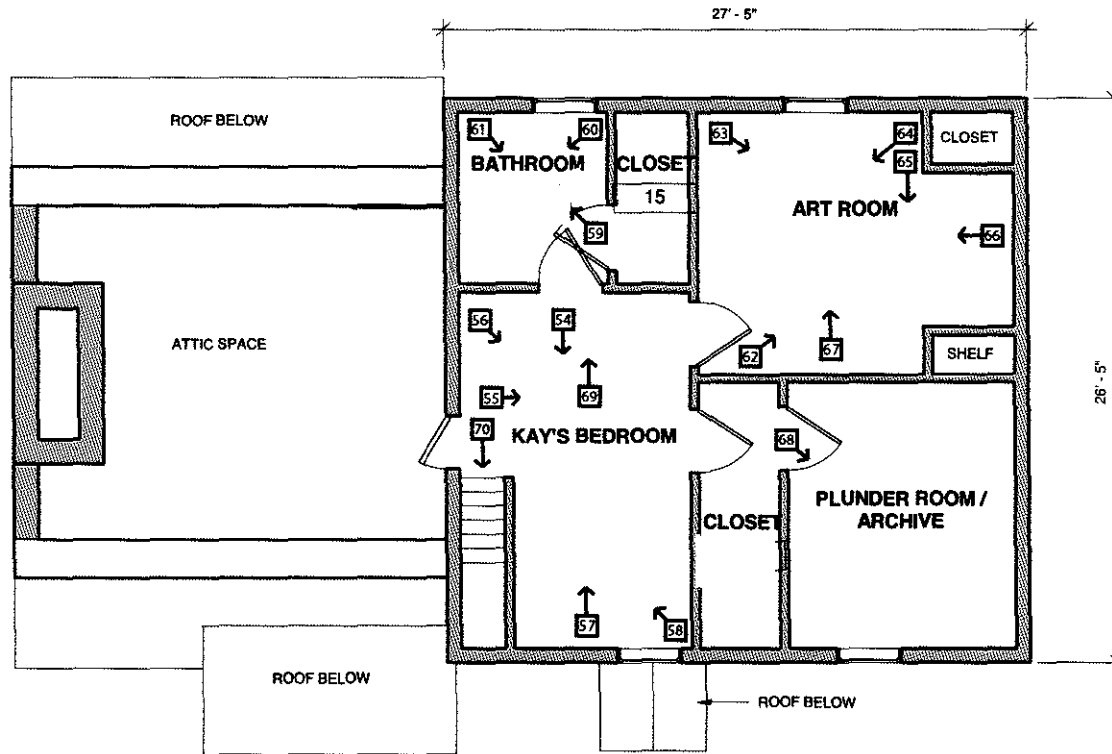 27' - 5"
ROOF BELOW
61
60
63
64
CLOSET
BATHROOM
CLOSET
65
15
ART ROOM
59
66
56
54
62
67
SHELF
ATTIC SPACE
26' - 5"
55
69
70
KAY'S BEDROOM
68
PLUNDER ROOM /
ARCHIVE
CLOSET
57
58
ROOF BELOW
ROOF BELOW